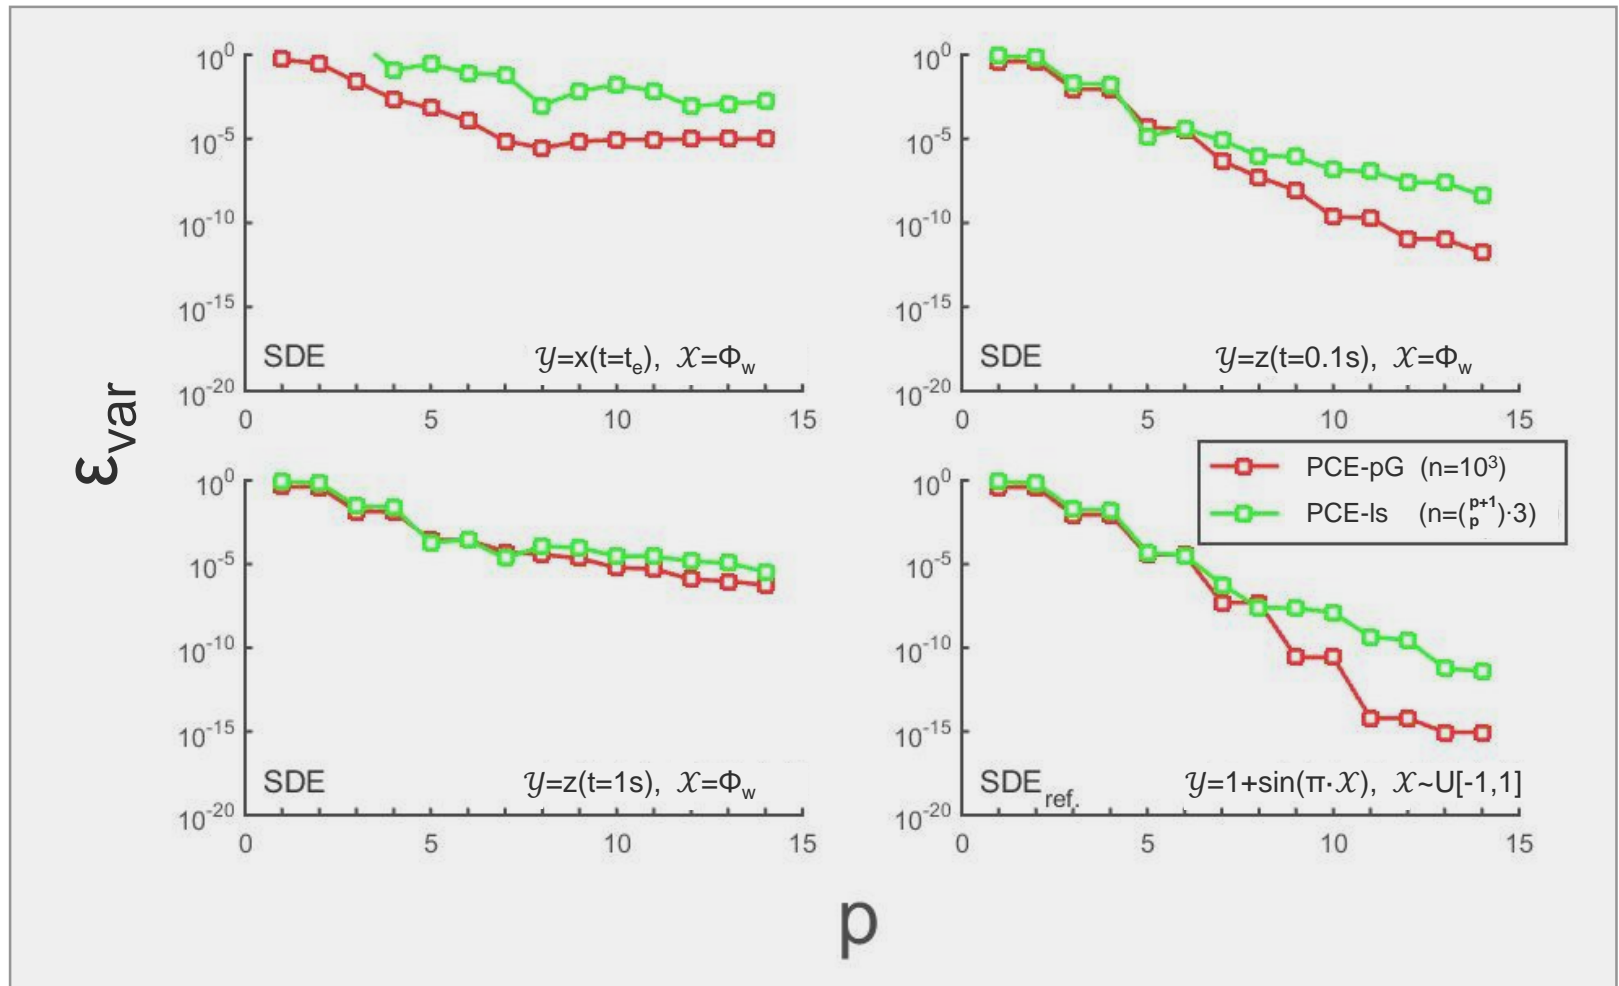 εvar
10^0
10^-5
10^-10
10^-15
10^-20
SDE
𝒴=x(t=t_e), 𝒳=Φ_w
0 5 10 15
10^0
10^-5
10^-10
10^-15
10^-20
SDE
𝒴=z(t=0.1s), 𝒳=Φ_w
0 5 10 15
PCE-pG (n=10³)
PCE-ls (n=(p+1 p)·3)
10^0
10^-5
10^-10
10^-15
10^-20
SDE
𝒴=z(t=1s), 𝒳=Φ_w
0 5 10 15
10^0
10^-5
10^-10
10^-15
10^-20
SDE_ref.
𝒴=1+sin(π·𝒳), 𝒳~U[-1,1]
0 5 10 15
p